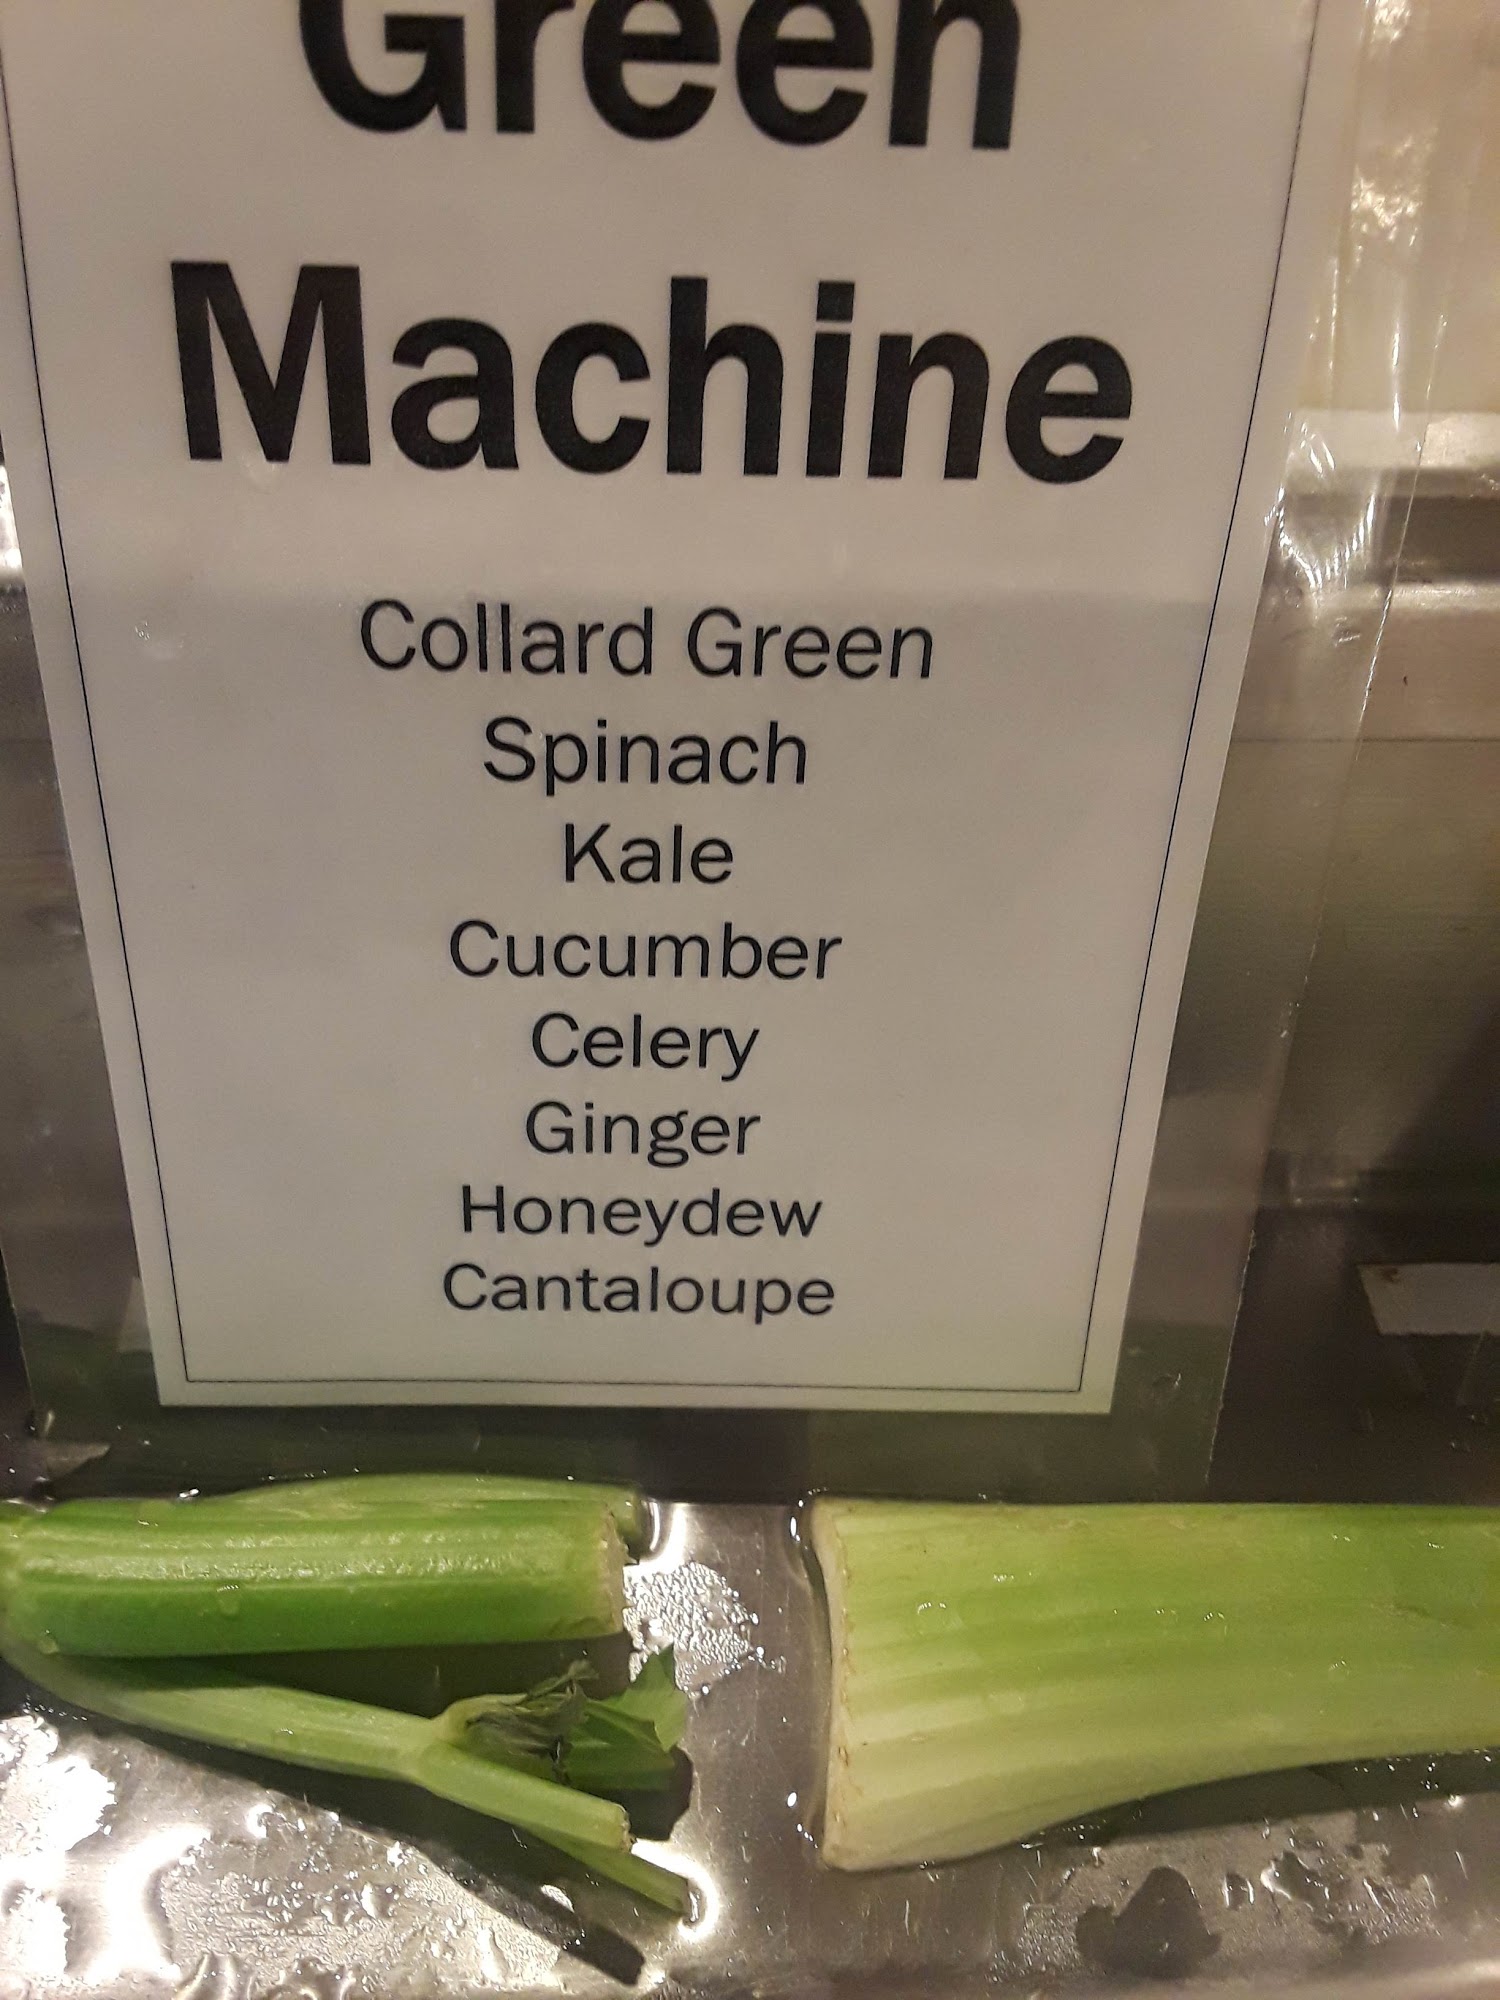 Green
Machine
Collard Green
Spinach
Kale
Cucumber
Celery
Ginger
Honeydew
Cantaloupe